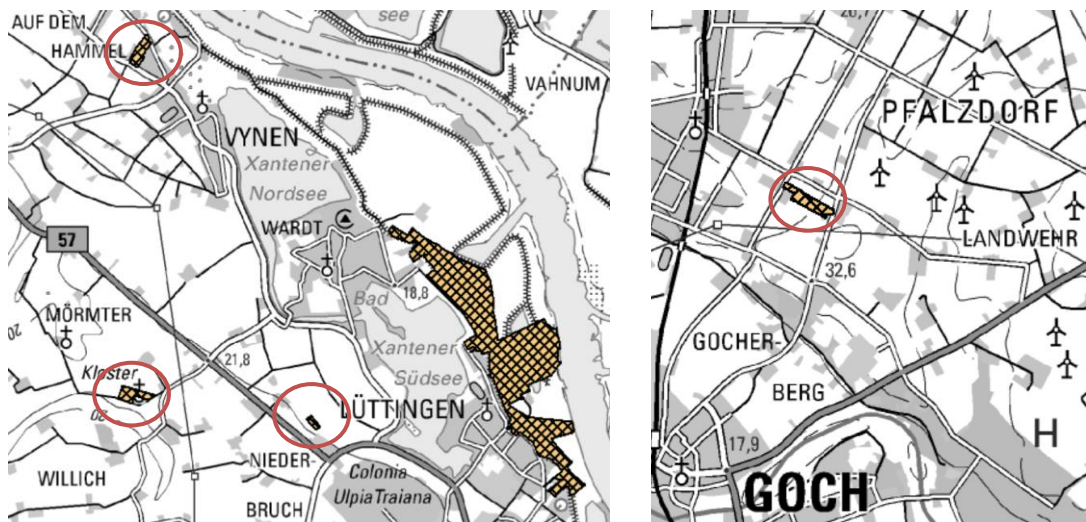 AUF DEM
HAMMEL
see
VAHNUM
VYNEN
Xantener
Nordsee
WARDT
57
18,8
Bad
MÖRMTER
Xantener
21,8
Kloster
Südsee
20
LÜTTINGEN
WILLICH
NIEDER-
Colonia
Ulpia Traiana
BRUCH
PFALZDORF
LANDWEHR
32,6
GOCHER-
BERG
17,9
H
GOCH